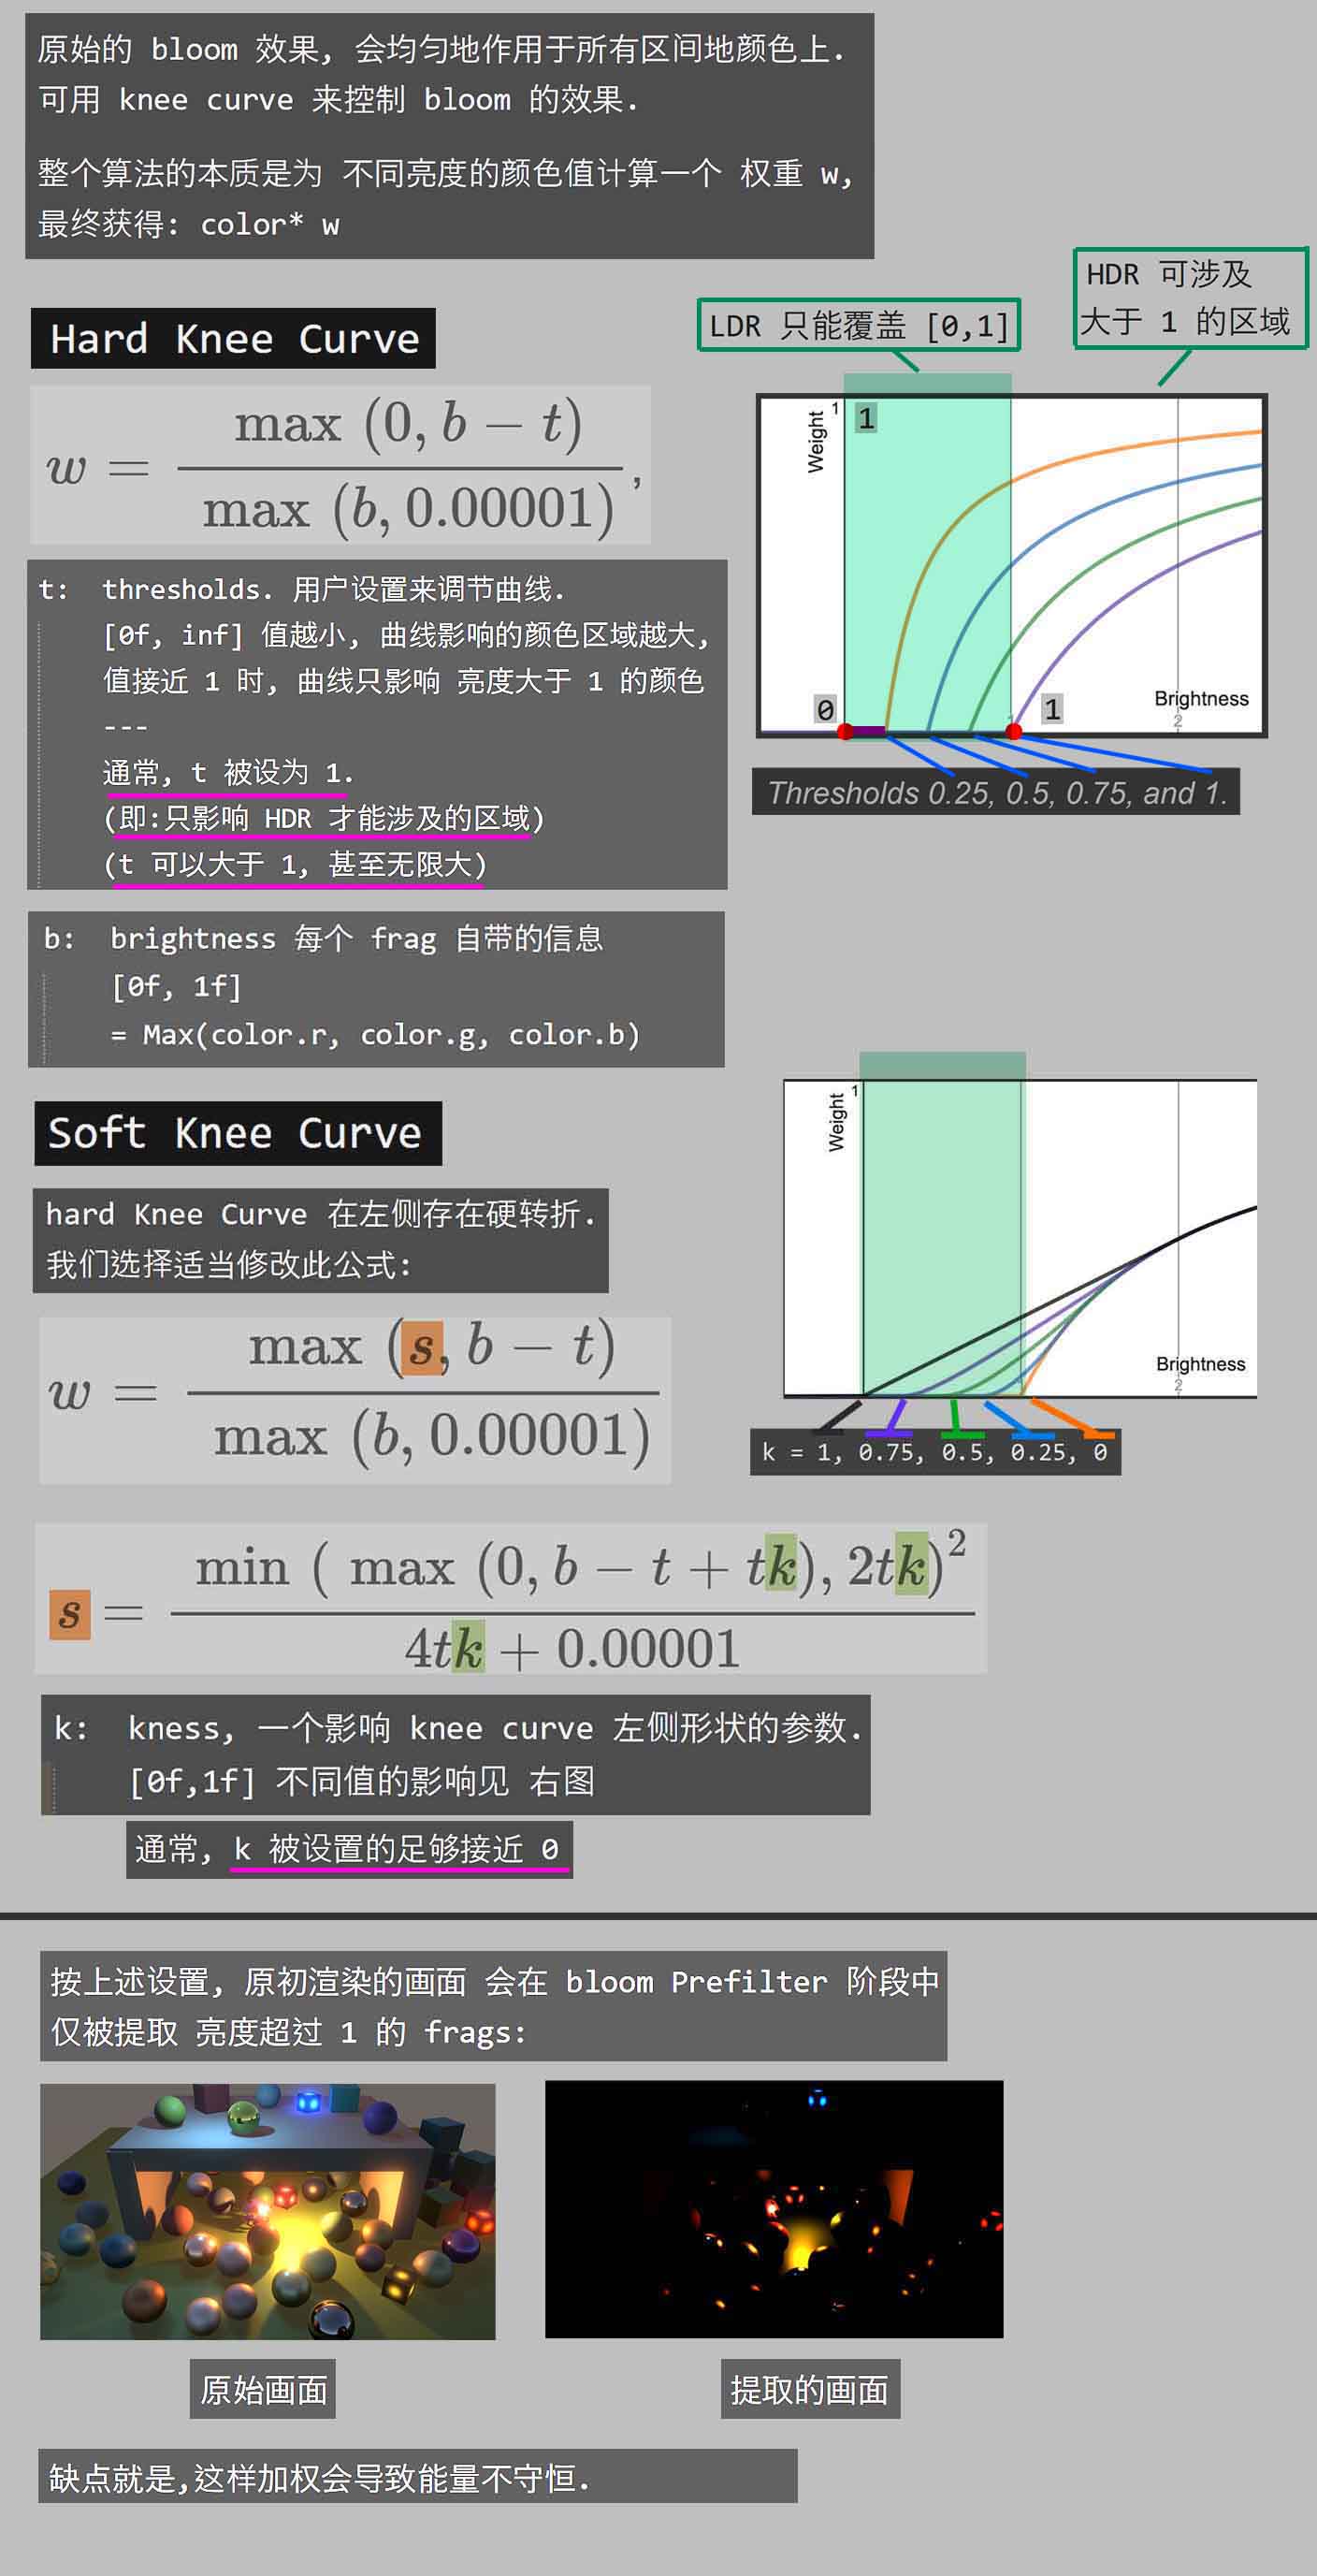 原始的 bloom 效果, 会均匀地作用于所有区间地颜色上.
可用 knee curve 来控制 bloom 的效果.
整个算法的本质是为 不同亮度的颜色值计算一个 权重 w,
最终获得: color* w
Hard Knee Curve
w = max (0, b − t) / max (b, 0.00001) ,
LDR 只能覆盖 [0,1]
HDR 可涉及
大于 1 的区域
Weight
1
1
0
1
1
Brightness
2
Thresholds 0.25, 0.5, 0.75, and 1.
t: thresholds. 用户设置来调节曲线.
[0f, inf] 值越小, 曲线影响的颜色区域越大,
值接近 1 时, 曲线只影响 亮度大于 1 的颜色
---
通常, t 被设为 1.
(即:只影响 HDR 才能涉及的区域)
(t 可以大于 1, 甚至无限大)
b: brightness 每个 frag 自带的信息
[0f, 1f]
= Max(color.r, color.g, color.b)
Soft Knee Curve
hard Knee Curve 在左侧存在硬转折.
我们选择适当修改此公式:
w = max (s, b − t) / max (b, 0.00001)
Weight
1
Brightness
2
k = 1, 0.75, 0.5, 0.25, 0
s = min ( max (0, b − t + tk), 2tk)² / 4tk + 0.00001
k: kness, 一个影响 knee curve 左侧形状的参数.
[0f,1f] 不同值的影响见 右图
通常, k 被设置的足够接近 0
按上述设置, 原初渲染的画面 会在 bloom Prefilter 阶段中
仅被提取 亮度超过 1 的 frags:
原始画面
提取的画面
缺点就是,这样加权会导致能量不守恒.